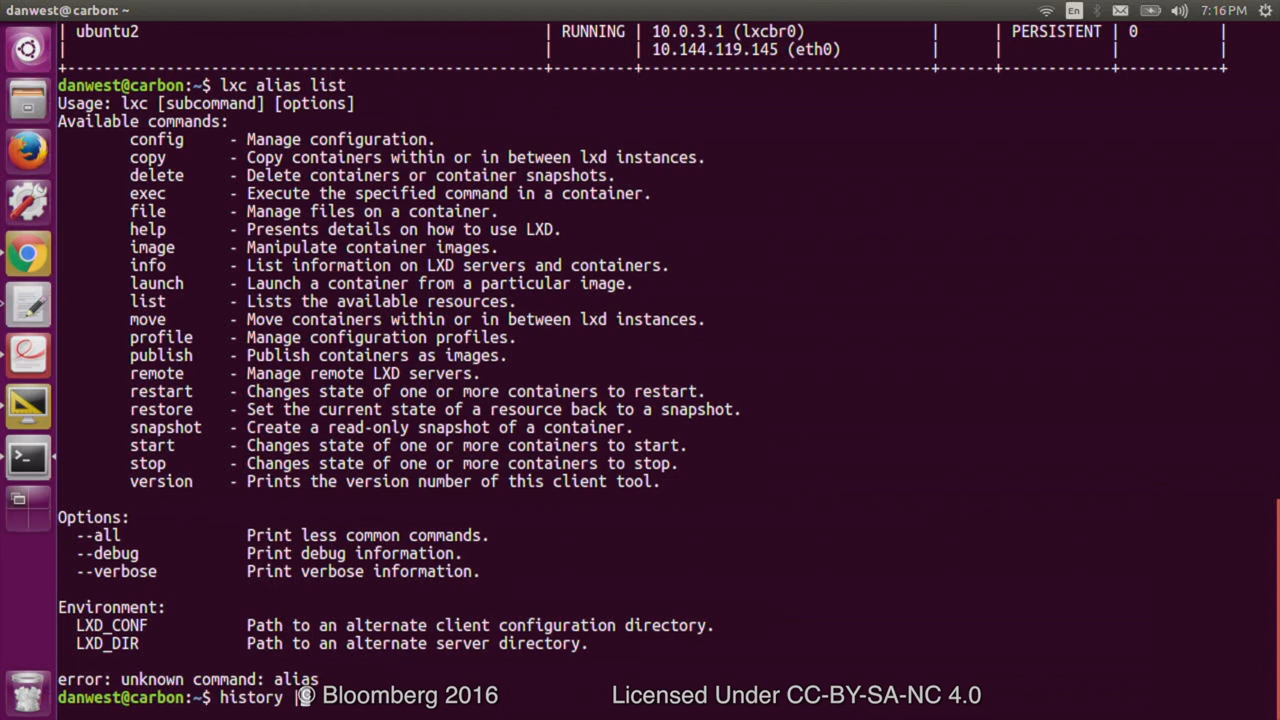 danwest@carbon: ~
En
7:16PM
| ubuntu2 | RUNNING | 10.0.3.1 (lxcbr0) | | PERSISTENT | 0 |
| | | 10.144.119.145 (eth0) | | | |
+-----------------------------------------------------+---------+--------------------------------+------+------------+-----------+
danwest@carbon:~$ lxc alias list
Usage: lxc [subcommand] [options]
Available commands:
config - Manage configuration.
copy - Copy containers within or in between lxd instances.
delete - Delete containers or container snapshots.
exec - Execute the specified command in a container.
file - Manage files on a container.
help - Presents details on how to use LXD.
image - Manipulate container images.
info - List information on LXD servers and containers.
launch - Launch a container from a particular image.
list - Lists the available resources.
move - Move containers within or in between lxd instances.
profile - Manage configuration profiles.
publish - Publish containers as images.
remote - Manage remote LXD servers.
restart - Changes state of one or more containers to restart.
restore - Set the current state of a resource back to a snapshot.
snapshot - Create a read-only snapshot of a container.
start - Changes state of one or more containers to start.
stop - Changes state of one or more containers to stop.
version - Prints the version number of this client tool.
Options:
--all Print less common commands.
--debug Print debug information.
--verbose Print verbose information.
Environment:
LXD_CONF Path to an alternate client configuration directory.
LXD_DIR Path to an alternate server directory.
error: unknown command: alias
danwest@carbon:~$ history |
© Bloomberg 2016 Licensed Under CC-BY-SA-NC 4.0